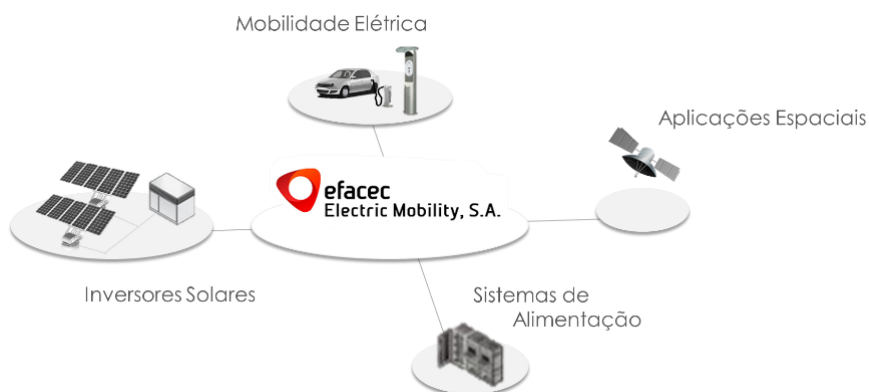 Mobilidade Elétrica
Aplicações Espaciais
efacec
Electric Mobility, S.A.
Inversores Solares
Sistemas de
Alimentação